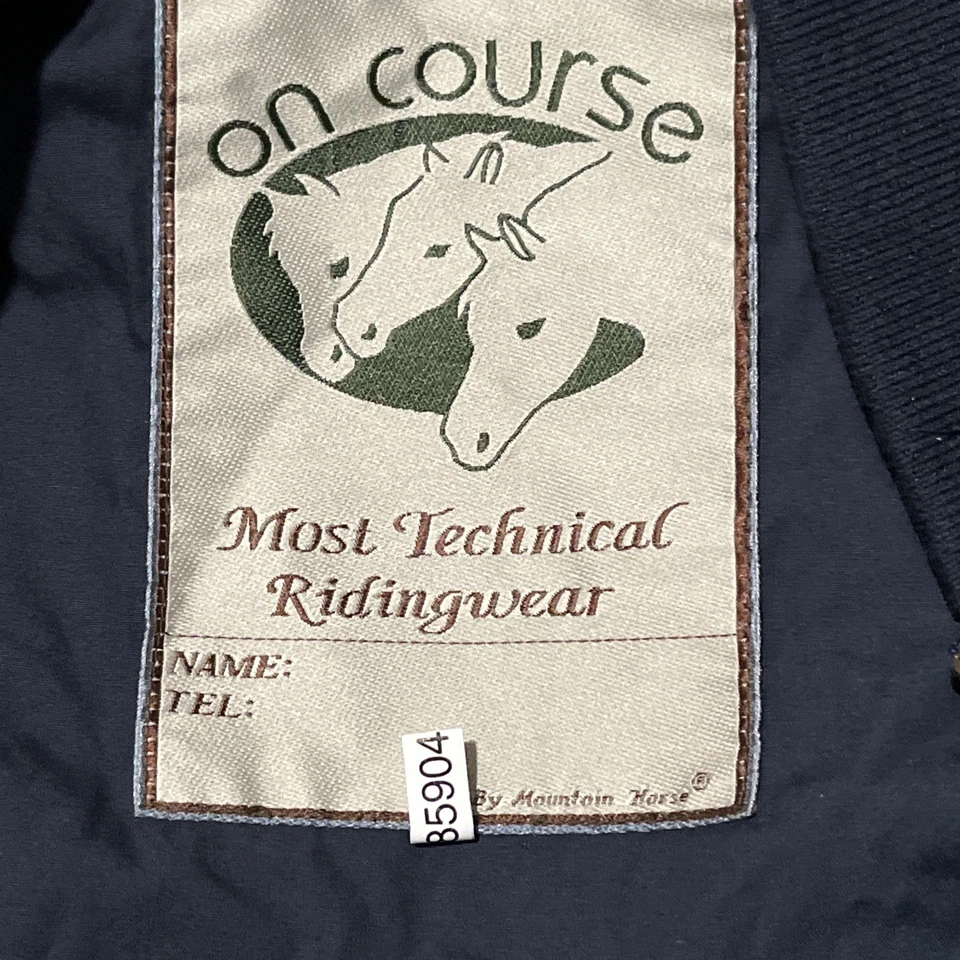 on course
Most Technical
Ridingwear
NAME:
TEL:
85904
By Mountain Horse®